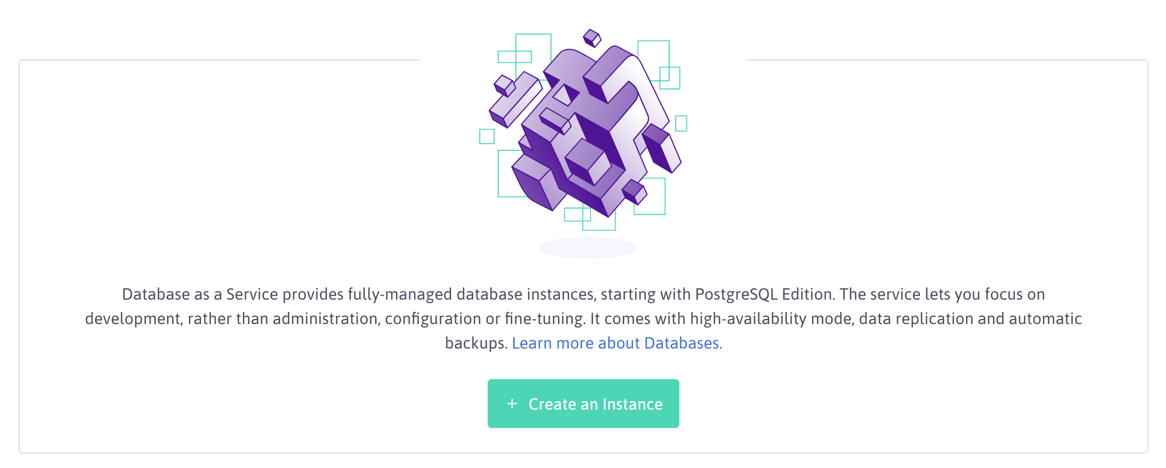 Database as a Service provides fully-managed database instances, starting with PostgreSQL Edition. The service lets you focus on
development, rather than administration, configuration or fine-tuning. It comes with high-availability mode, data replication and automatic
backups. Learn more about Databases.
+ Create an Instance